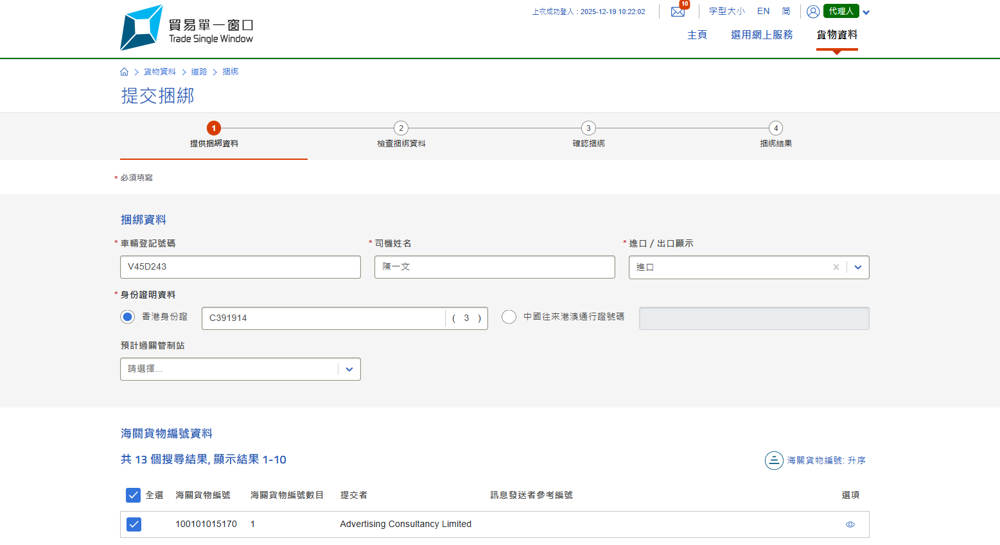 上次成功登入 : 2025-12-19 10:22:02
10
字型大小
EN
简
代理人
貿易單一窗口
Trade Single Window
主頁
選用網上服務
貨物資料
貨物資料 > 道路 > 捆綁
提交捆綁
1
2
3
4
提供捆綁資料
檢查捆綁資料
確認捆綁
捆綁結果
* 必須填寫
捆綁資料
* 車輛登記號碼
* 司機姓名
* 進口 / 出口顯示
V45D243
陳一文
進口
* 身份證明資料
香港身份證
C391914
( 3 )
中國往來港澳通行證號碼
預計過關管制站
請選擇...
海關貨物編號資料
共 13 個搜尋結果, 顯示結果 1-10
海關貨物編號: 升序
全選
海關貨物編號
海關貨物編號數目
提交者
訊息發送者參考編號
選項
100101015170
1
Advertising Consultancy Limited